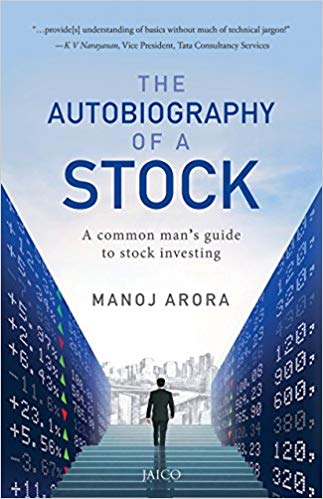 “...provide[s] understanding of basics without much of technical jargon!”
—K V Narayanan, Vice President, Tata Consultancy Services
THE
AUTOBIOGRAPHY
OF A
STOCK
A common man's guide
to stock investing
MANOJ ARORA
JAICO